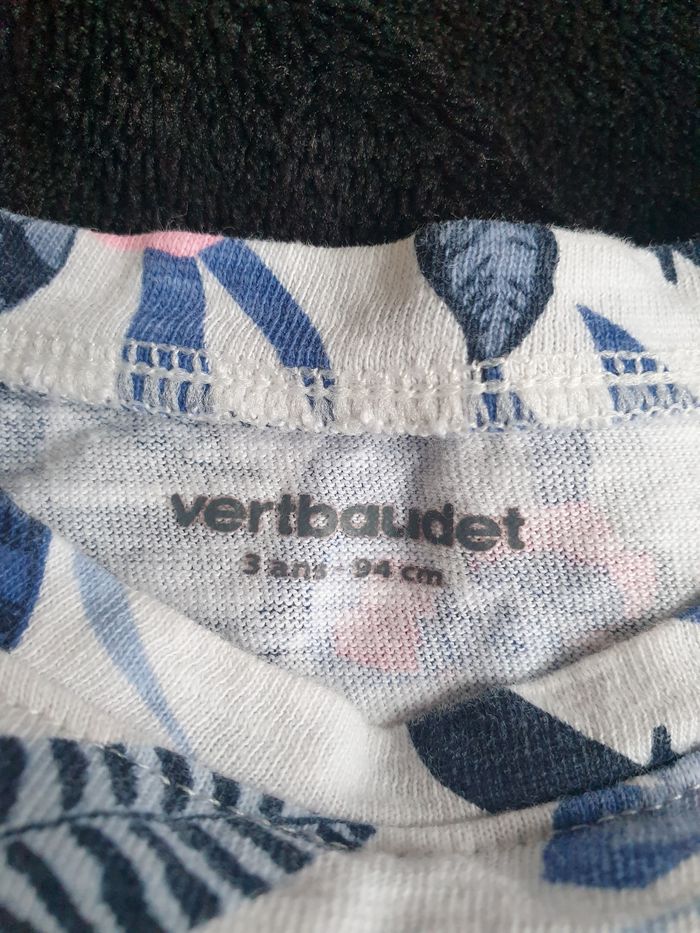 vertbaudet
3 ans - 94 cm